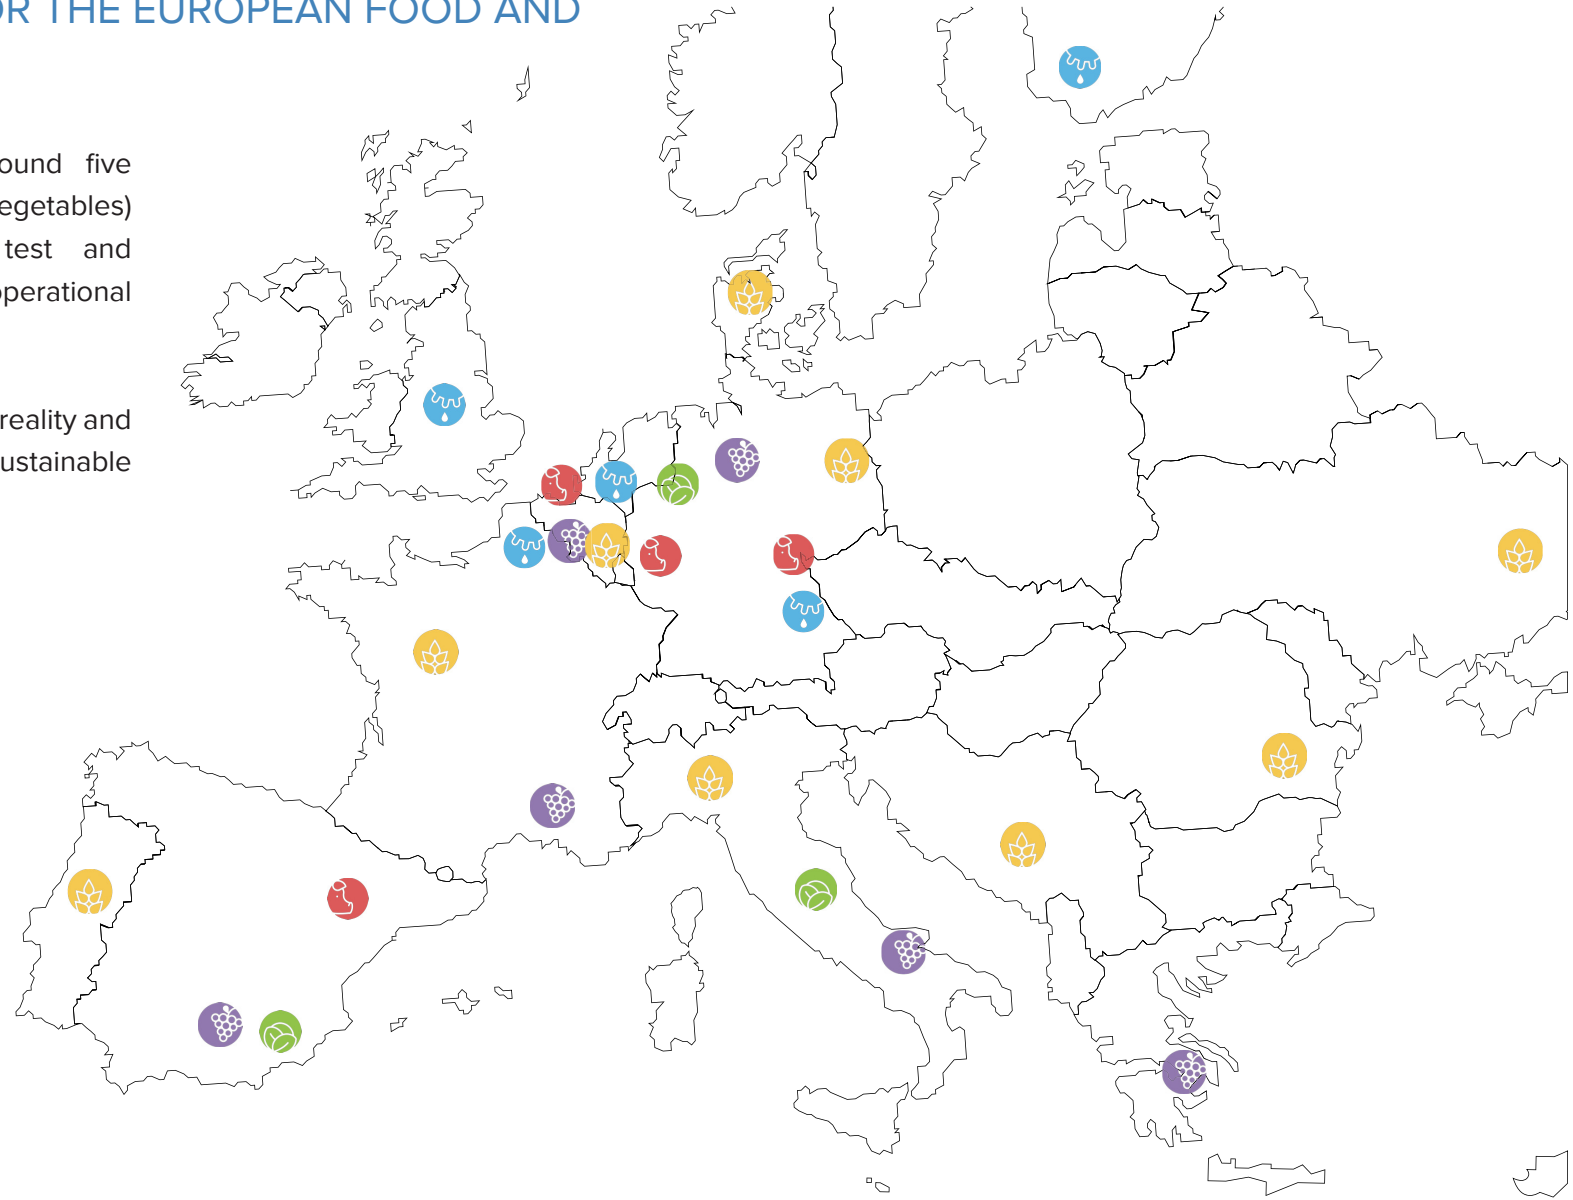 OR THE EUROPEAN FOOD AND
ound five
egetables)
test and
operational
reality and
ustainable